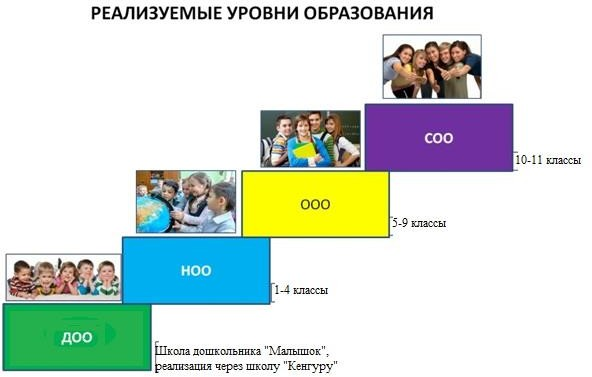 РЕАЛИЗУЕМЫЕ УРОВНИ ОБРАЗОВАНИЯ
СОО
10-11 классы
ООО
5-9 классы
НОО
1-4 классы
ДОО
Школа дошкольника "Малышок",
реализация через школу "Кенгуру"